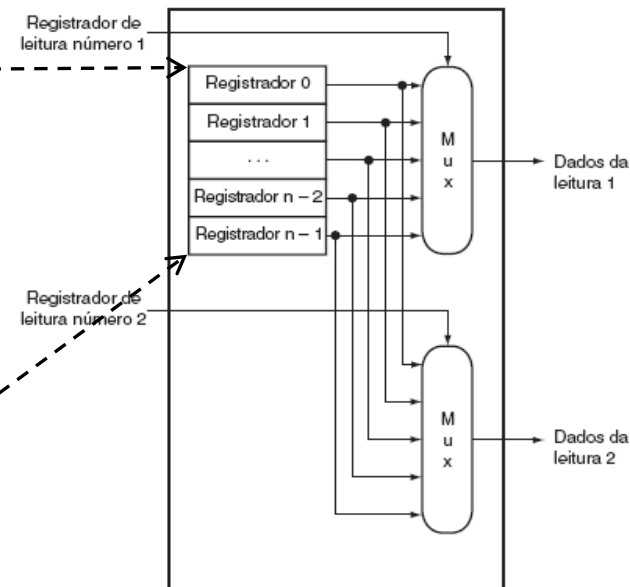 Registrador de
leitura número 1
Registrador 0
Registrador 1
. . .
Registrador n – 2
Registrador n – 1
M
u
x
Dados da
leitura 1
Registrador de
leitura número 2
M
u
x
Dados da
leitura 2